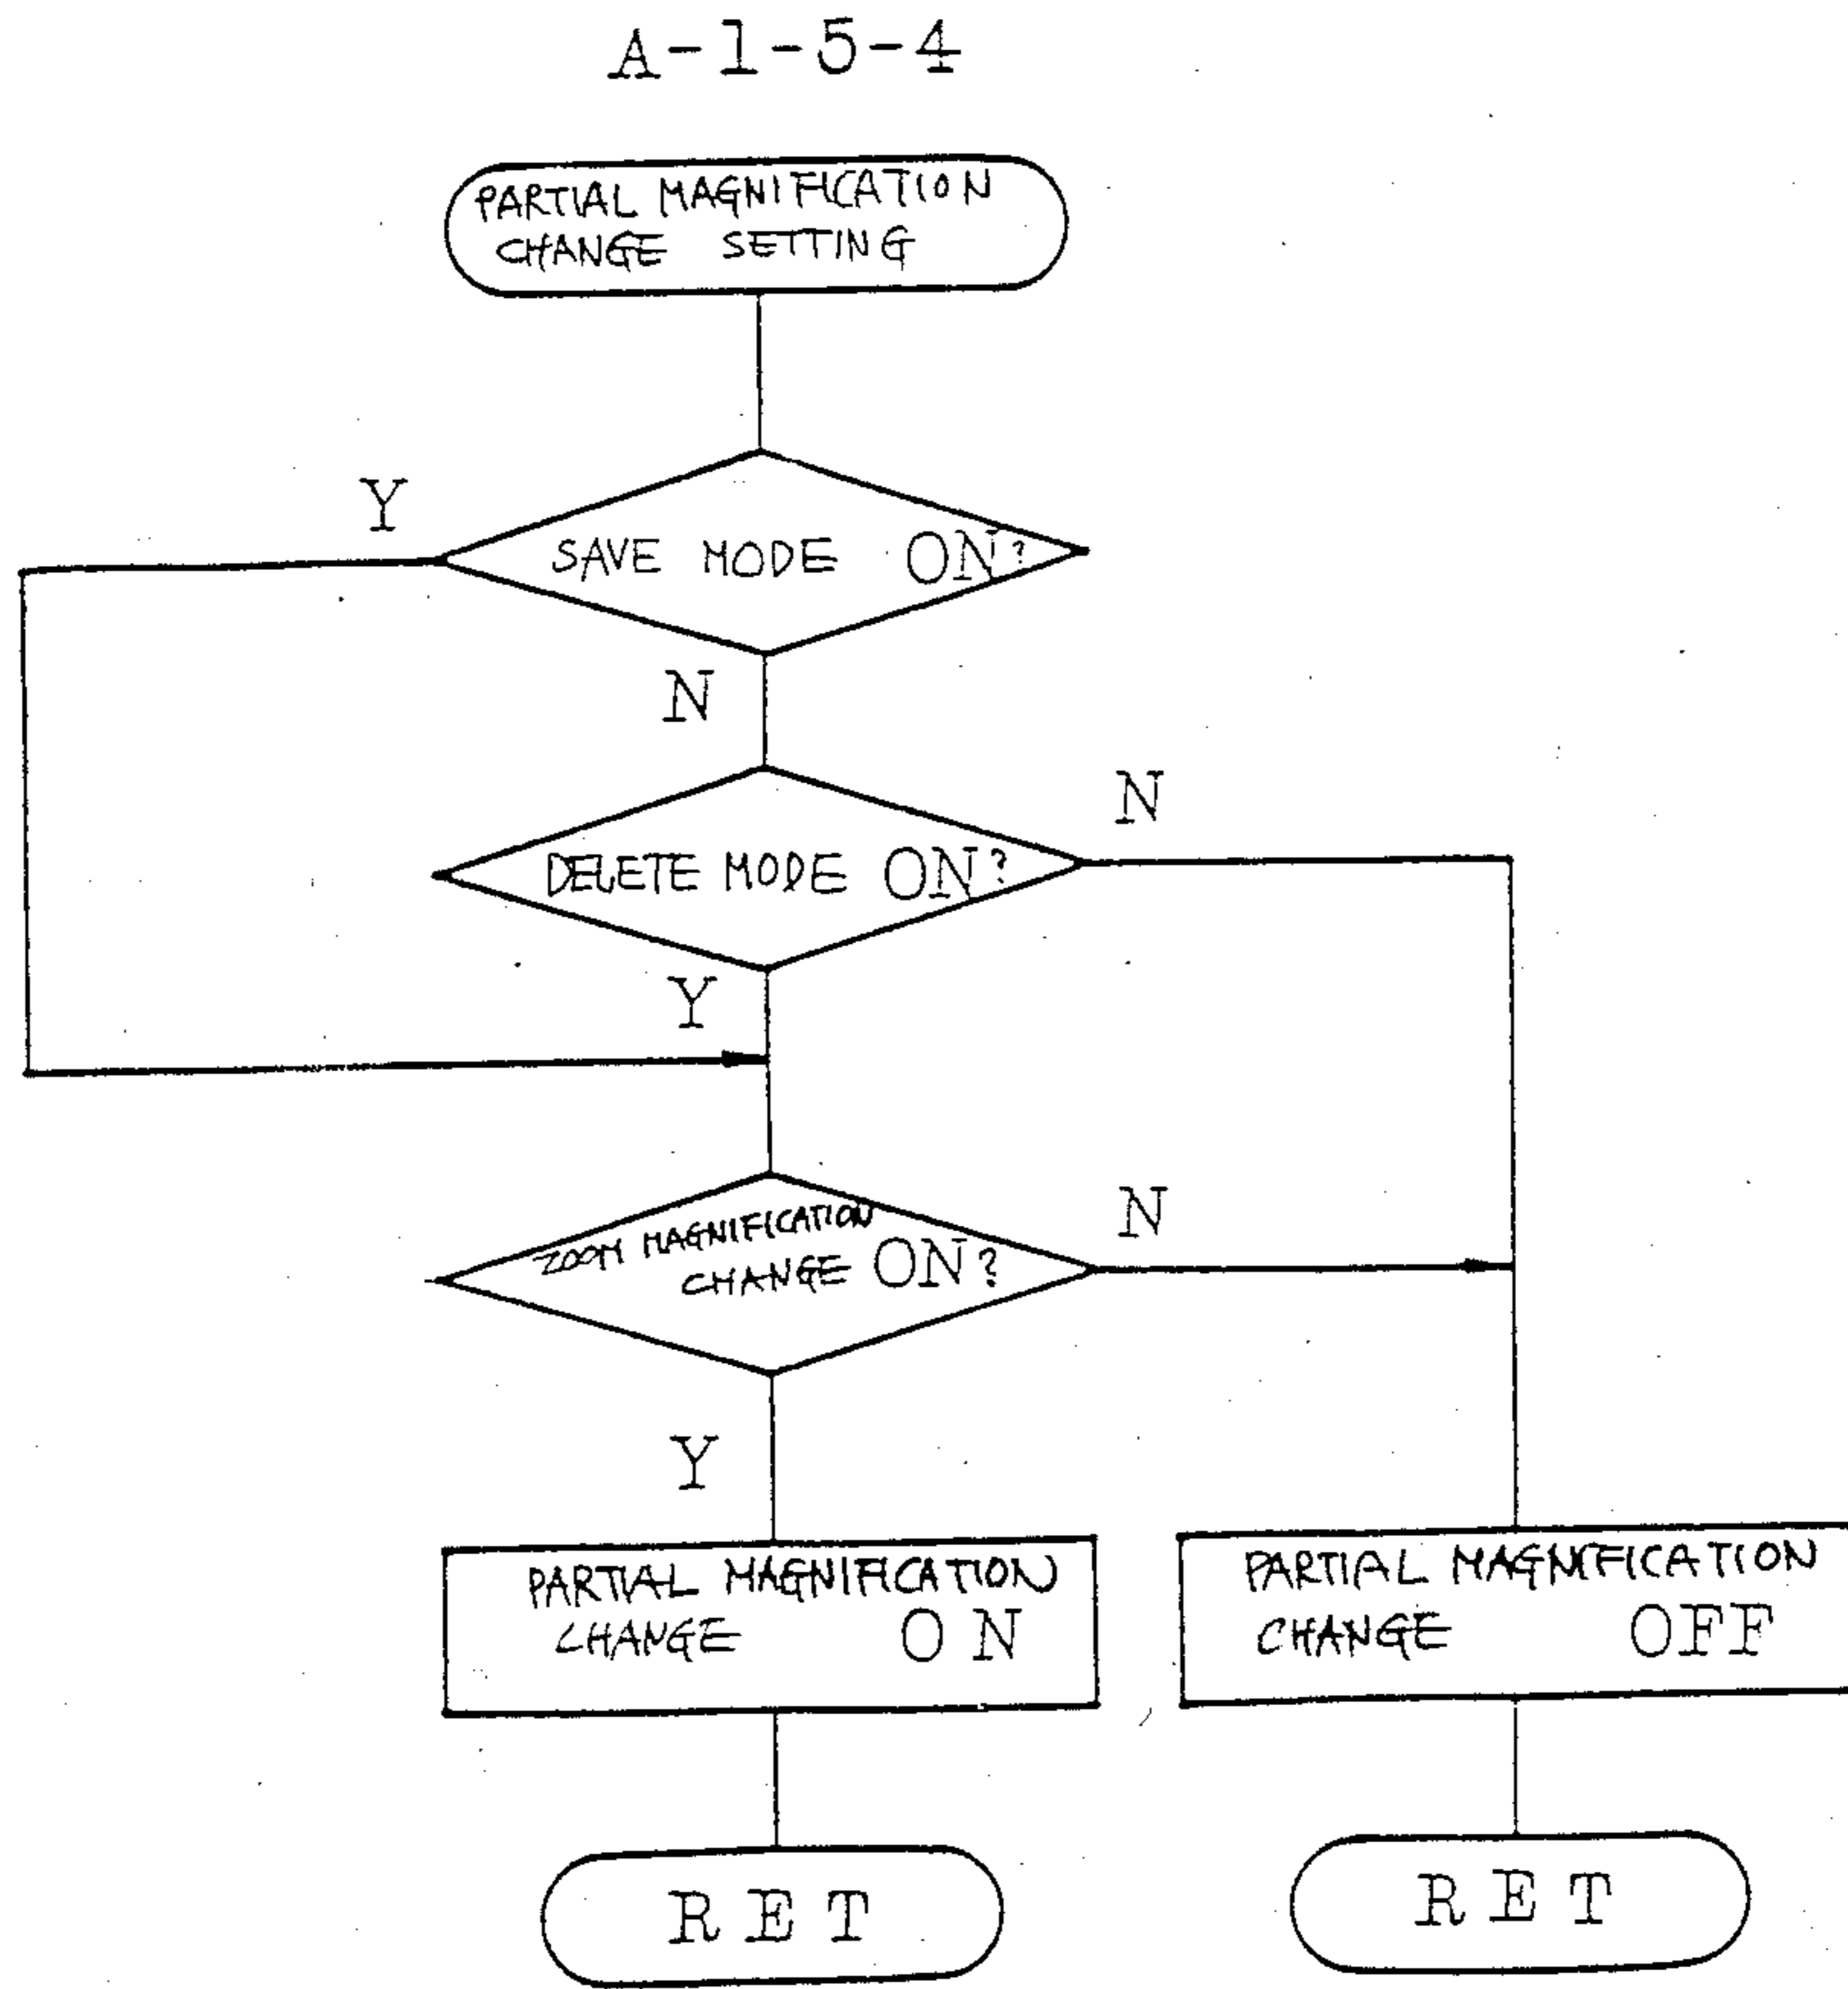 A-1-5-4
PARTIAL MAGNIFICATION
CHANGE SETTING
Y
SAVE MODE ON?
N
N
DELETE MODE ON?
Y
N
ZOOM MAGNIFICATION
CHANGE ON?
Y
PARTIAL MAGNIFICATION
CHANGE ON
PARTIAL MAGNIFICATION
CHANGE OFF
RET
RET